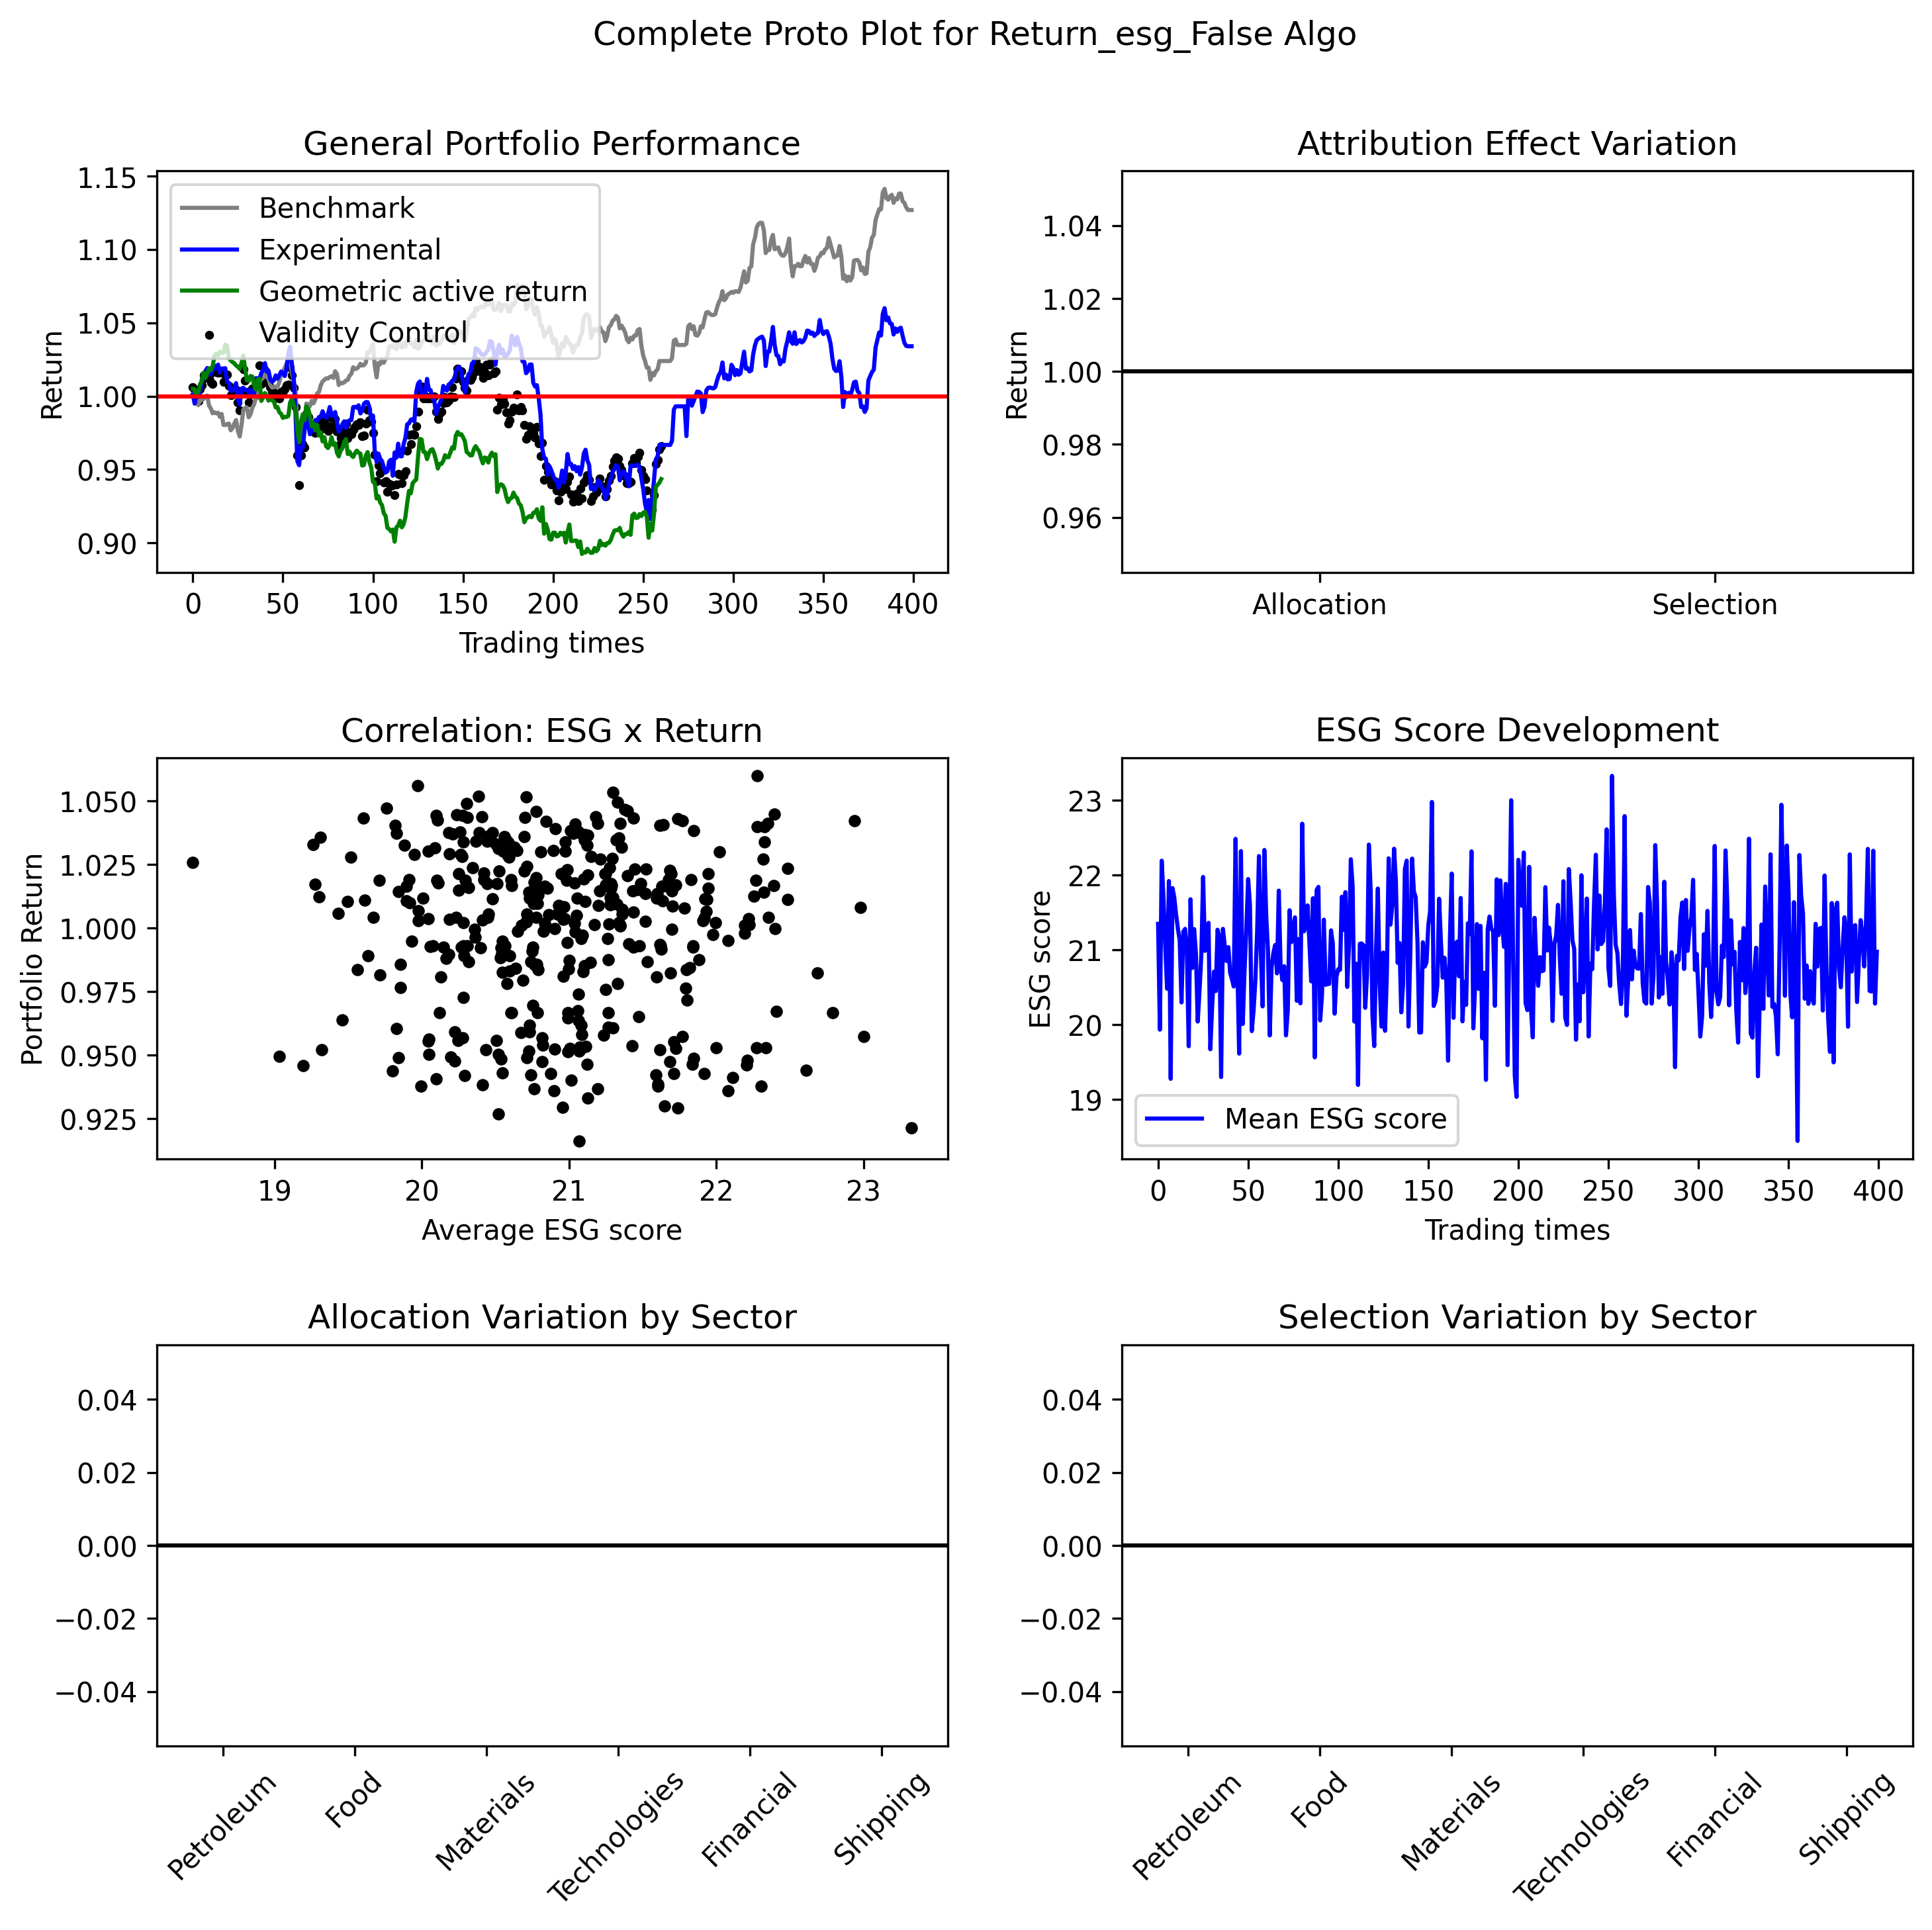 Complete Proto Plot for Return_esg_False Algo
General Portfolio Performance
Return
1.15
1.10
1.05
1.00
0.95
0.90
Benchmark
Experimental
Geometric active return
Validity Control
0 50 100 150 200 250 300 350 400
Trading times
Attribution Effect Variation
Return
1.04
1.02
1.00
0.98
0.96
Allocation Selection
Correlation: ESG x Return
Portfolio Return
1.050
1.025
1.000
0.975
0.950
0.925
19 20 21 22 23
Average ESG score
ESG Score Development
ESG score
23
22
21
20
19
Mean ESG score
0 50 100 150 200 250 300 350 400
Trading times
Allocation Variation by Sector
0.04
0.02
0.00
−0.02
−0.04
Petroleum Food Materials Technologies Financial Shipping
Selection Variation by Sector
0.04
0.02
0.00
−0.02
−0.04
Petroleum Food Materials Technologies Financial Shipping